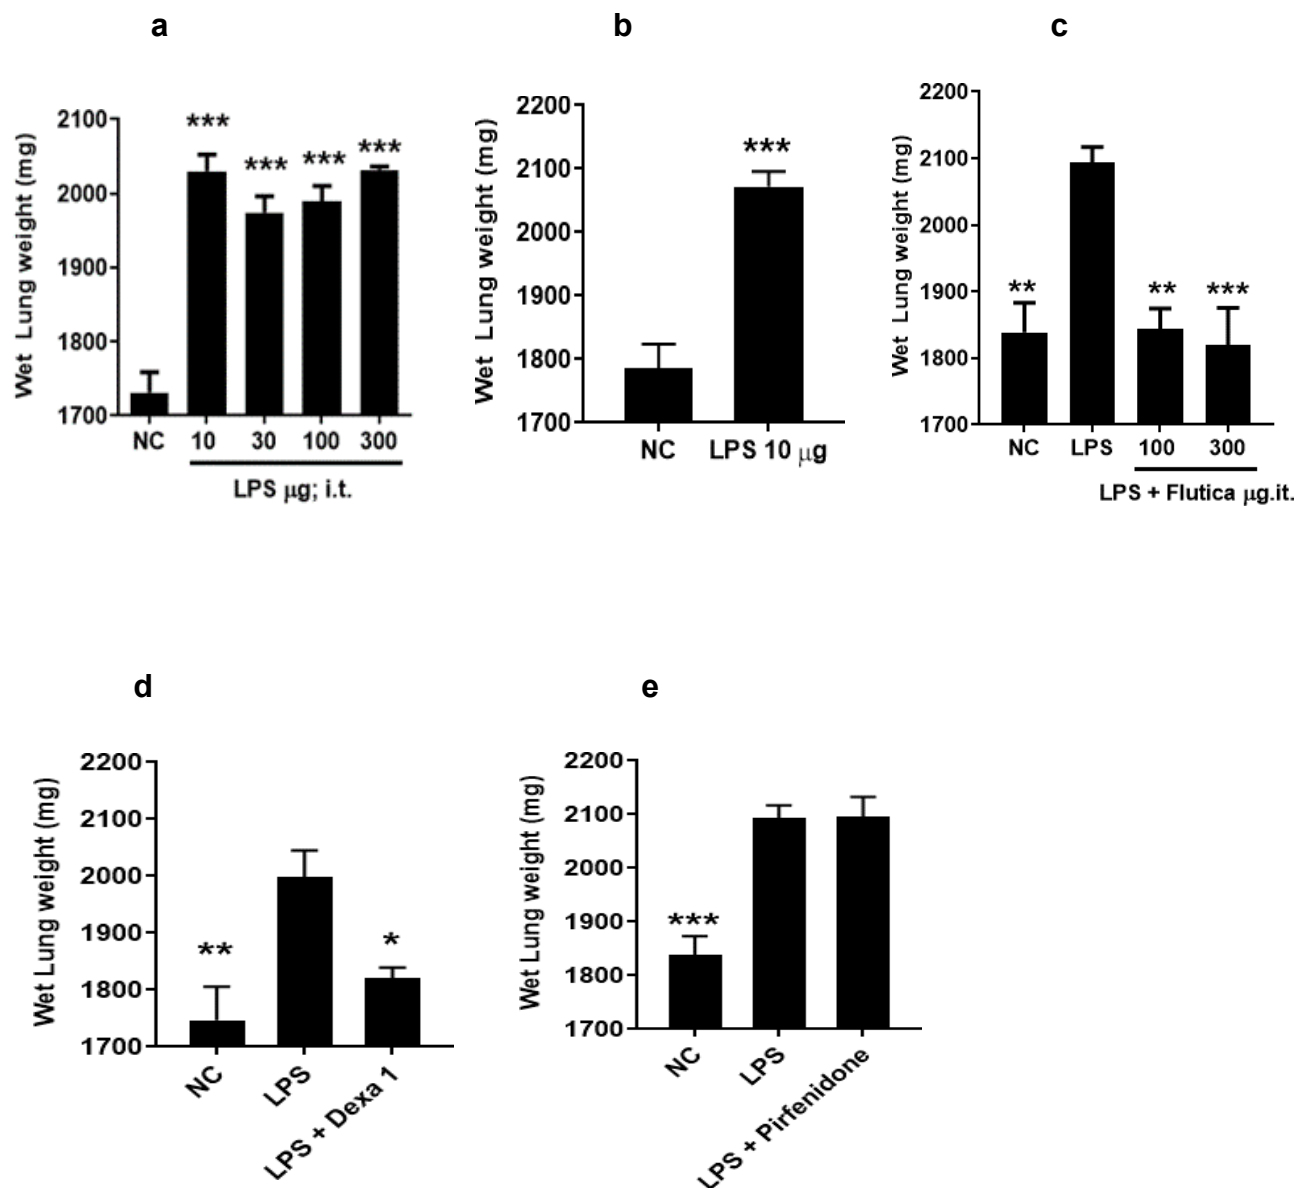 a
Wet Lung weight (mg)
2100
2000
1900
1800
1700
***
***
***
***
NC 10 30 100 300
LPS μg; i.t.
b
Wet Lung weight (mg)
2200
2100
2000
1900
1800
1700
***
NC LPS 10 μg
c
Wet Lung weight (mg)
2200
2100
2000
1900
1800
1700
**
**
***
NC LPS 100 300
LPS + Flutica μg.it.
d
Wet Lung weight (mg)
2200
2100
2000
1900
1800
1700
**
*
NC
LPS
LPS + Dexa 1
e
Wet Lung weight (mg)
2200
2100
2000
1900
1800
1700
***
NC
LPS
LPS + Pirfenidone